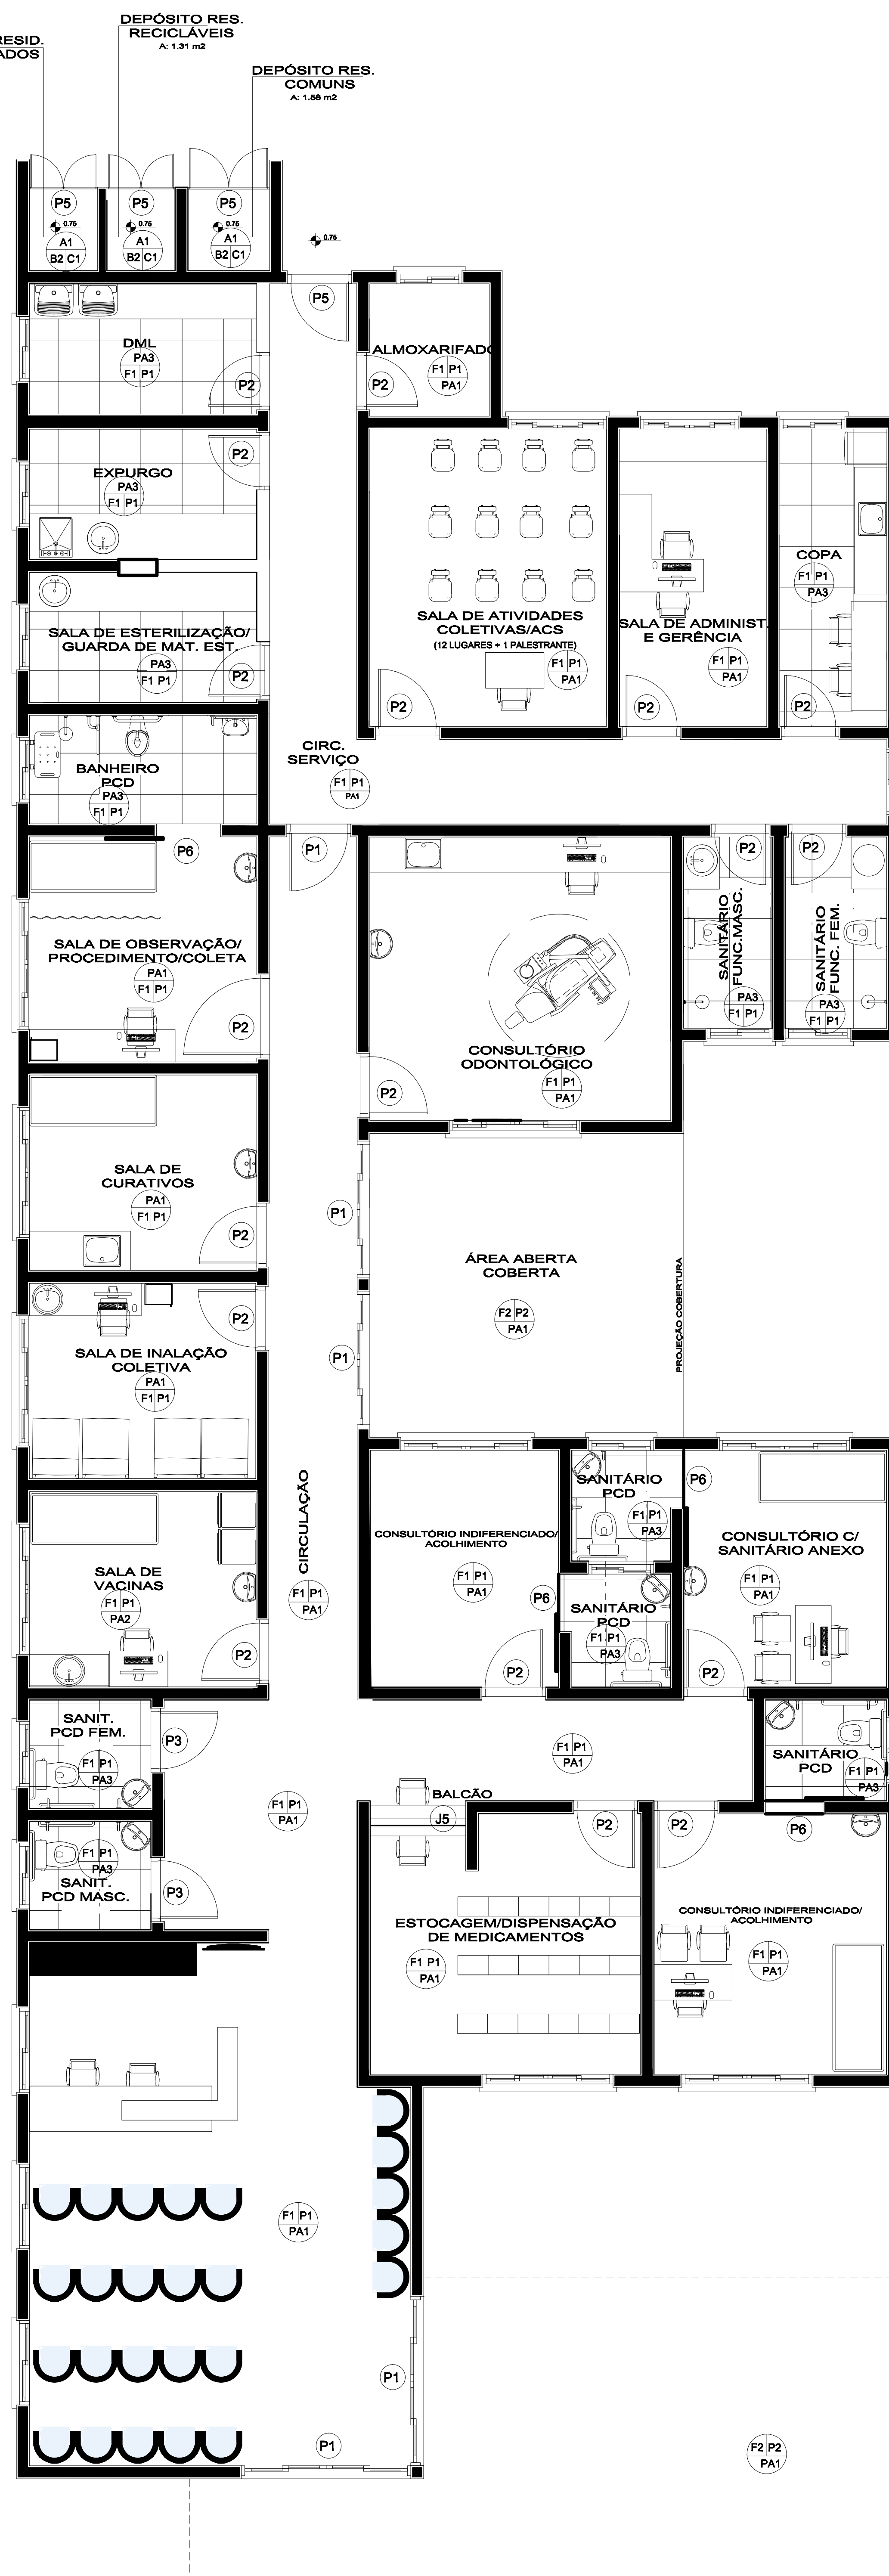 DEPÓSITO RES.
RECICLÁVEIS
A: 1.31 m2
RESID.
ADOS
DEPÓSITO RES.
COMUNS
A: 1.58 m2
P5
P5
P5
0.75
0.75
0.75
0.75
A1
B2 C1
A1
B2 C1
A1
B2 C1
P5
DML
PA3
F1 P1
P2
ALMOXARIFADO
F1 P1
PA1
P2
P2
EXPURGO
PA3
F1 P1
SALA DE ATIVIDADES
COLETIVAS/ACS
(12 LUGARES + 1 PALESTRANTE)
F1 P1
PA1
P2
SALA DE ADMINIST.
E GERÊNCIA
F1 P1
PA1
P2
COPA
F1 P1
PA3
P2
SALA DE ESTERILIZAÇÃO/
GUARDA DE MAT. EST.
PA3
F1 P1
P2
CIRC.
SERVIÇO
F1 P1
PA1
BANHEIRO
PCD
PA3
F1 P1
P6
P1
P2
P2
SALA DE OBSERVAÇÃO/
PROCEDIMENTO/COLETA
PA1
F1 P1
P2
SANITÁRIO
FUNC.MASC.
PA3
F1 P1
SANITÁRIO
FUNC. FEM.
PA3
F1 P1
CONSULTÓRIO
ODONTOLÓGICO
F1 P1
PA1
P2
SALA DE
CURATIVOS
PA1
F1 P1
P2
P1
ÁREA ABERTA
COBERTA
F2 P2
PA1
PROJEÇÃO COBERTURA
P2
SALA DE INALAÇÃO
COLETIVA
PA1
F1 P1
P1
CIRCULAÇÃO
F1 P1
PA1
SANITÁRIO
PCD
F1 P1
PA3
P6
CONSULTÓRIO INDIFERENCIADO/
ACOLHIMENTO
F1 P1
PA1
P6
P2
CONSULTÓRIO C/
SANITÁRIO ANEXO
F1 P1
PA1
P2
SALA DE
VACINAS
F1 P1
PA2
P2
SANITÁRIO
PCD
F1 P1
PA3
SANIT.
PCD FEM.
F1 P1
PA3
P3
F1 P1
PA1
SANITÁRIO
PCD
F1 P1
PA3
F1 P1
PA1
BALCÃO
J5
P2
P2
P6
F1 P1
PA3
SANIT.
PCD MASC.
P3
ESTOCAGEM/DISPENSAÇÃO
DE MEDICAMENTOS
F1 P1
PA1
CONSULTÓRIO INDIFERENCIADO/
ACOLHIMENTO
F1 P1
PA1
F1 P1
PA1
P1
P1
F2 P2
PA1